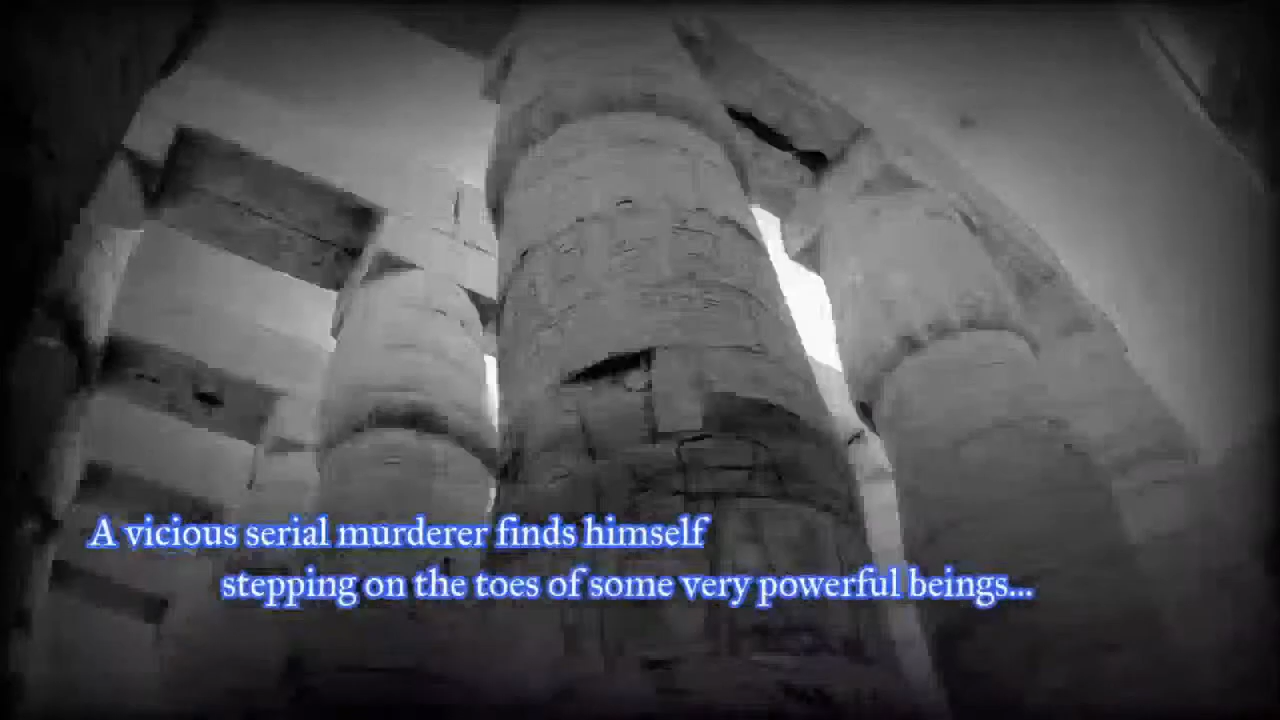 A vicious serial murderer finds himself
stepping on the toes of some very powerful beings...